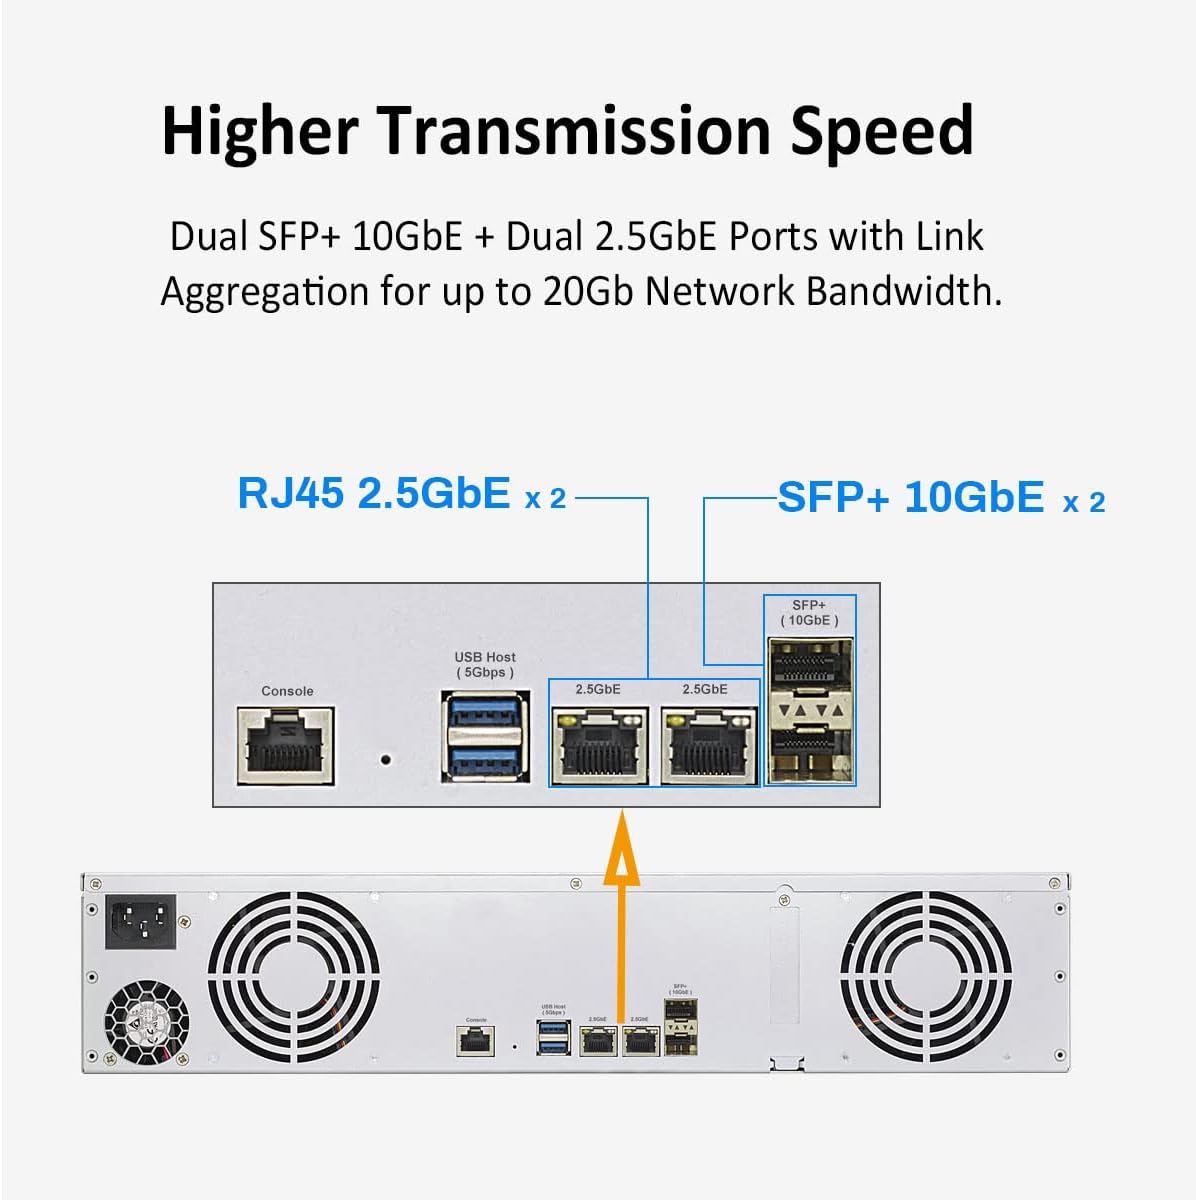 Higher Transmission Speed
Dual SFP+ 10GbE + Dual 2.5GbE Ports with Link
Aggregation for up to 20Gb Network Bandwidth.
RJ45 2.5GbE x 2
SFP+ 10GbE x 2
SFP+
( 10GbE )
USB Host
( 5Gbps )
Console
2.5GbE
2.5GbE
SFP+
( 10GbE )
USB Host
( 5Gbps )
Console
2.5GbE
2.5GbE